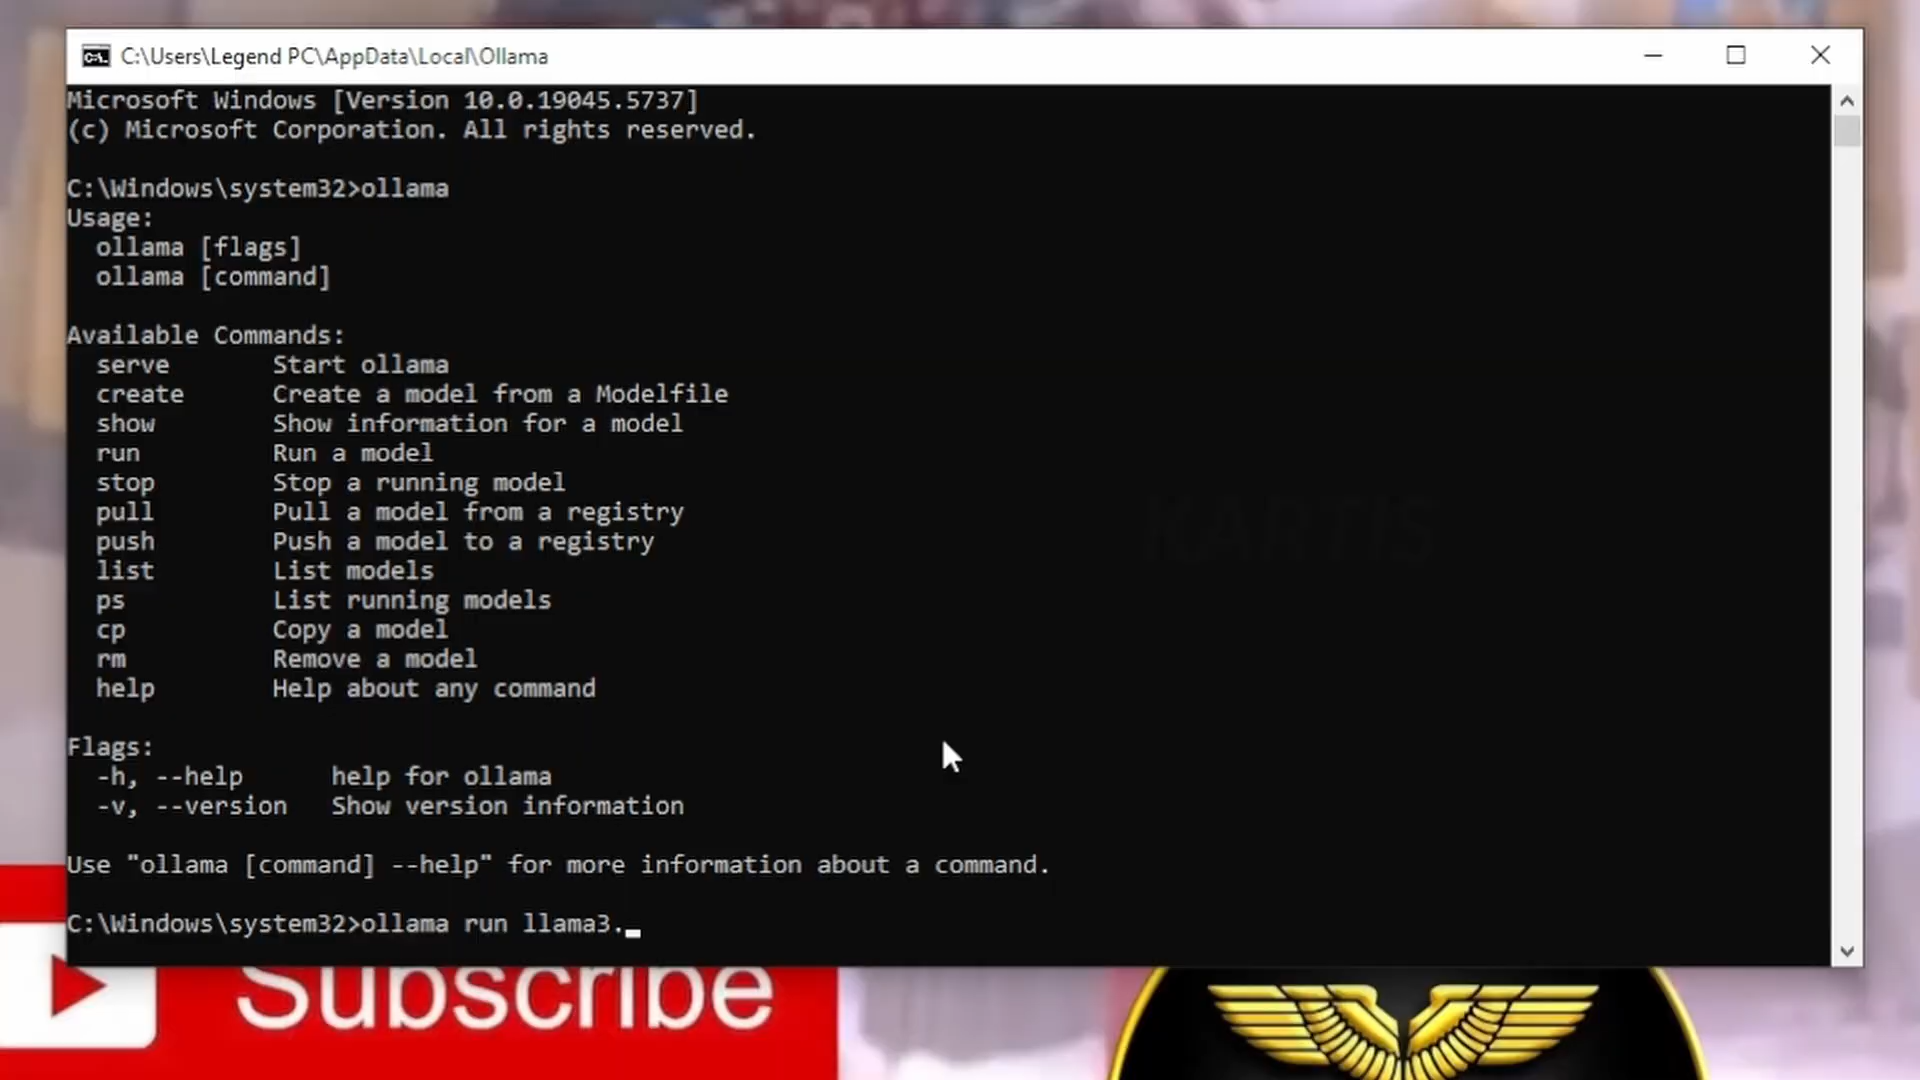 C:\Users\Legend PC\AppData\Local\Ollama
Microsoft Windows [Version 10.0.19045.5737]
(c) Microsoft Corporation. All rights reserved.
C:\Windows\system32>ollama
Usage:
ollama [flags]
ollama [command]
Available Commands:
serve Start ollama
create Create a model from a Modelfile
show Show information for a model
run Run a model
stop Stop a running model
pull Pull a model from a registry
push Push a model to a registry
list List models
ps List running models
cp Copy a model
rm Remove a model
help Help about any command
Flags:
-h, --help help for ollama
-v, --version Show version information
Use "ollama [command] --help" for more information about a command.
C:\Windows\system32>ollama run llama3.
Subscribe
KARTIS